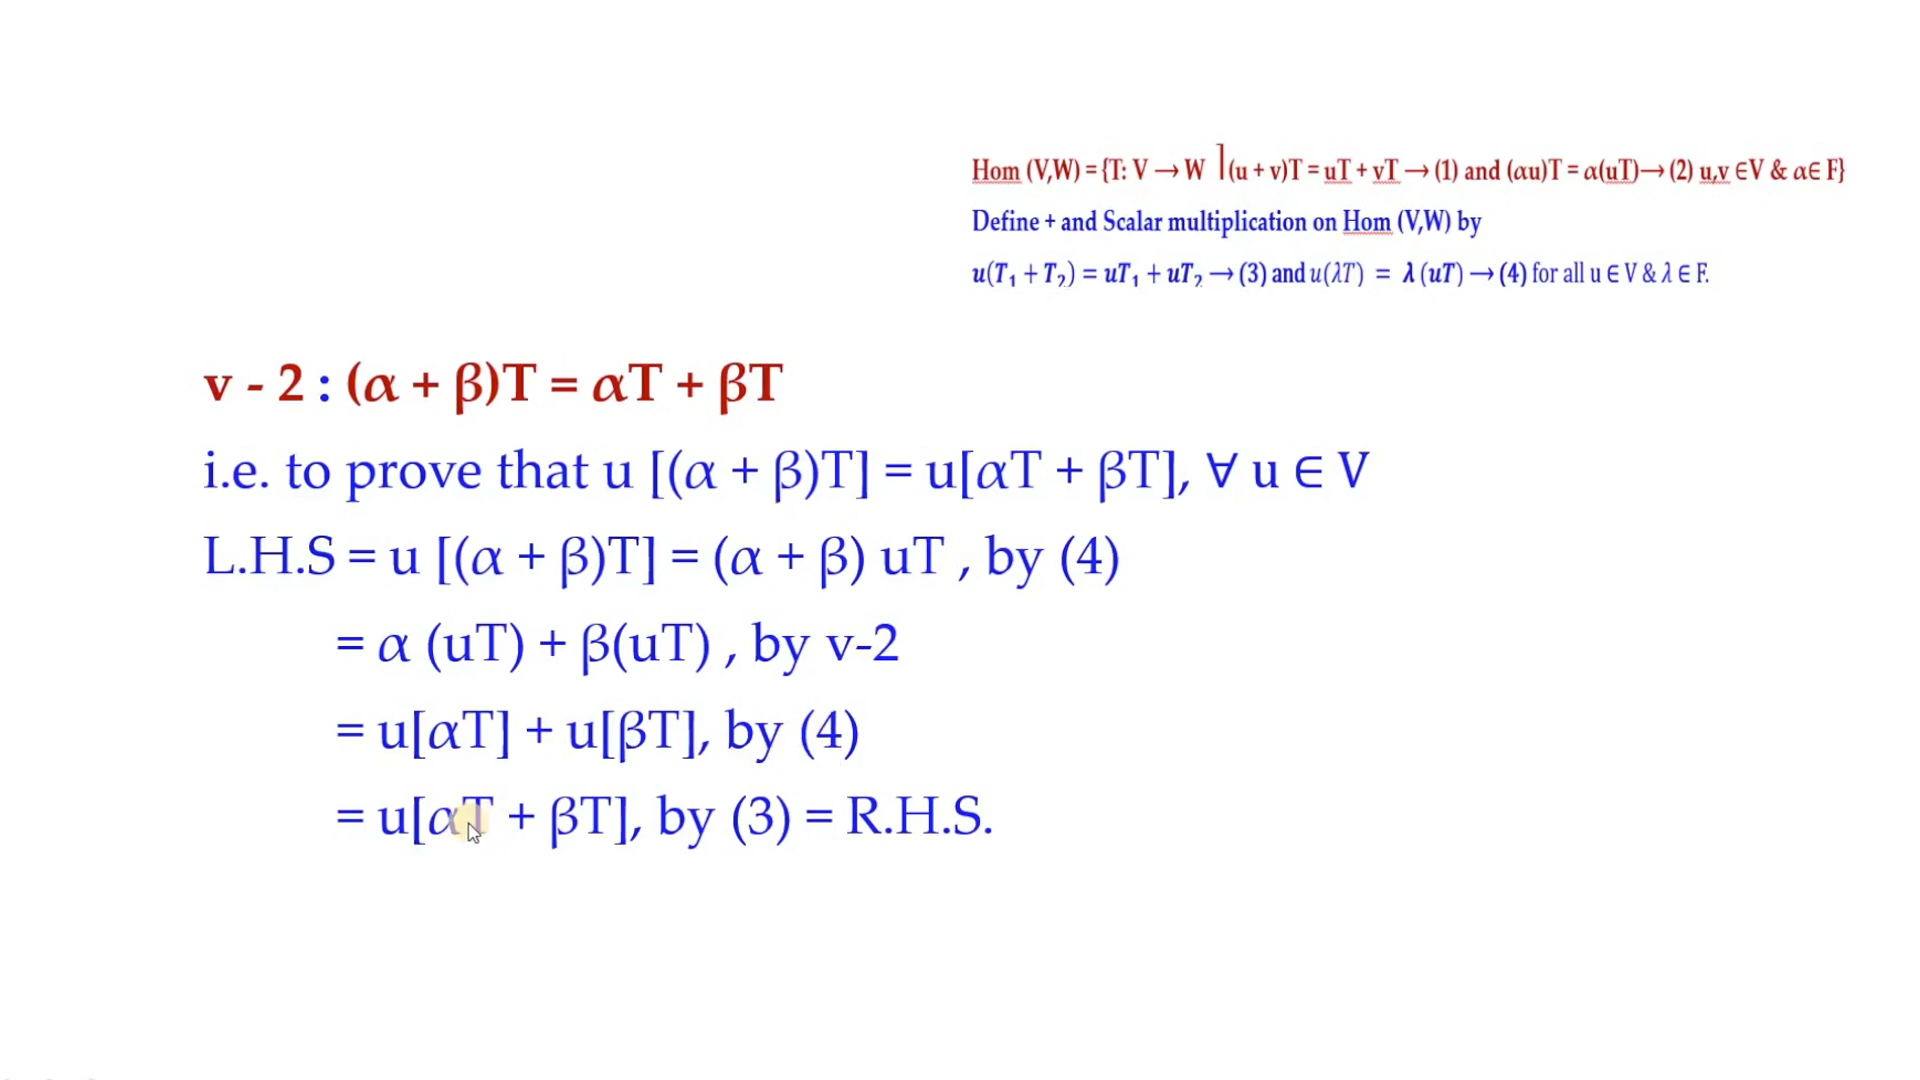 Hom (V,W) = {T: V → W |(u + v)T = uT + vT → (1) and (αu)T = α(uT)→ (2) u,v ∈V & α∈ F}
Define + and Scalar multiplication on Hom (V,W) by
u(T₁ + T₂) = uT₁ + uT₂ → (3) and u(λT) = λ (uT) → (4) for all u ∈ V & λ ∈ F.
v - 2 : (α + β)T = αT + βT
i.e. to prove that u [(α + β)T] = u[αT + βT], ∀ u ∈ V
L.H.S = u [(α + β)T] = (α + β) uT , by (4)
= α (uT) + β(uT) , by v-2
= u[αT] + u[βT], by (4)
= u[αT + βT], by (3) = R.H.S.